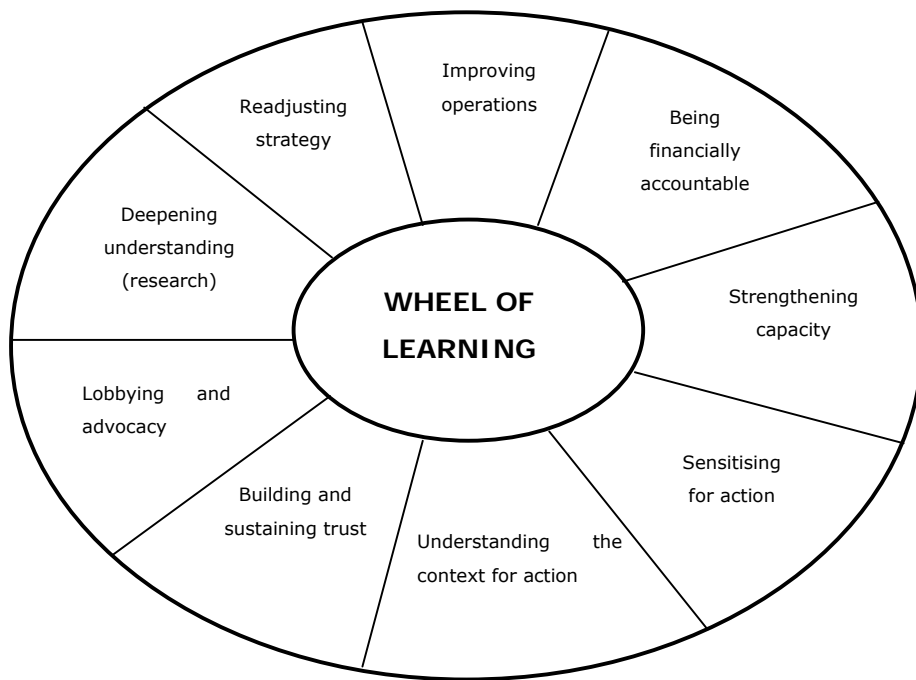 Improving
operations
Being
financially
accountable
Strengthening
capacity
Sensitising
for action
Understanding the
context for action
Building and
sustaining trust
Lobbying and
advocacy
Deepening
understanding
(research)
Readjusting
strategy
WHEEL OF
LEARNING